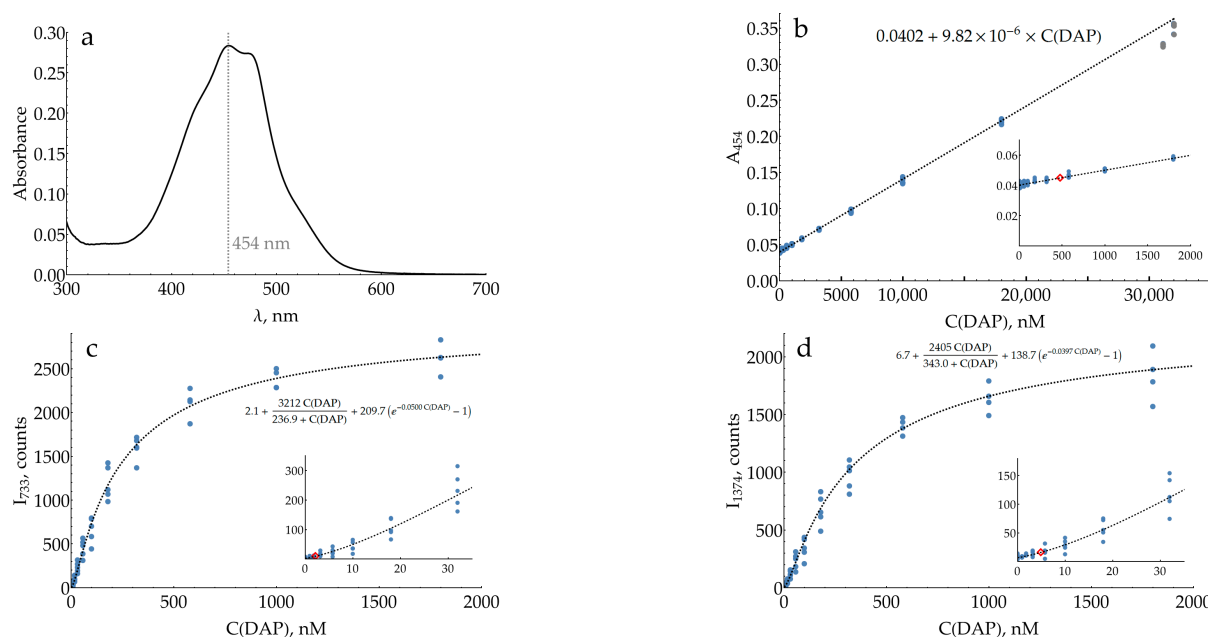 a
0.30
0.25
0.20
0.15
0.10
0.05
0.00
Absorbance
454 nm
300 400 500 600 700
λ, nm
b
0.0402 + 9.82 × 10⁻⁶ × C(DAP)
0.35
0.30
0.25
0.20
0.15
0.10
0.05
0.00
A₄₅₄
0.06
0.04
0.02
0 500 1000 1500 2000
0 5000 10,000 20,000 30,000
C(DAP), nM
c
2500
2000
1500
1000
500
0
I₇₃₃, counts
2.1 + 3212 C(DAP) / 236.9 + C(DAP) + 209.7 (e^−0.0500 C(DAP) − 1)
300
200
100
0 10 20 30
0 500 1000 1500 2000
C(DAP), nM
d
2000
1500
1000
500
0
I₁₃₇₄, counts
6.7 + 2405 C(DAP) / 343.0 + C(DAP) + 138.7 (e^−0.0397 C(DAP) − 1)
150
100
50
0 10 20 30
0 500 1000 1500 2000
C(DAP), nM